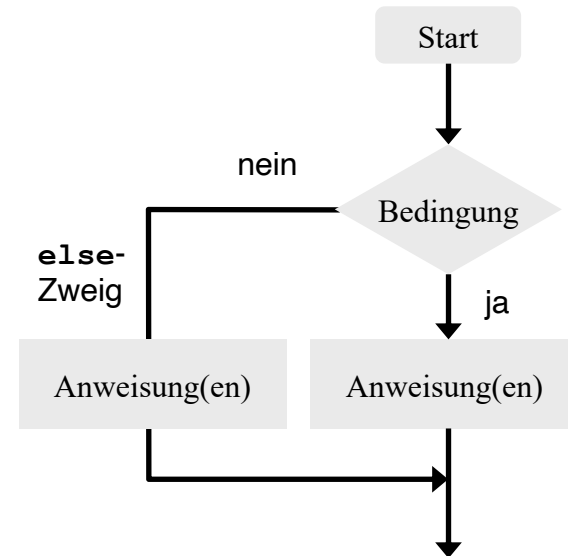 Start
nein
Bedingung
else-
Zweig
ja
Anweisung(en)
Anweisung(en)